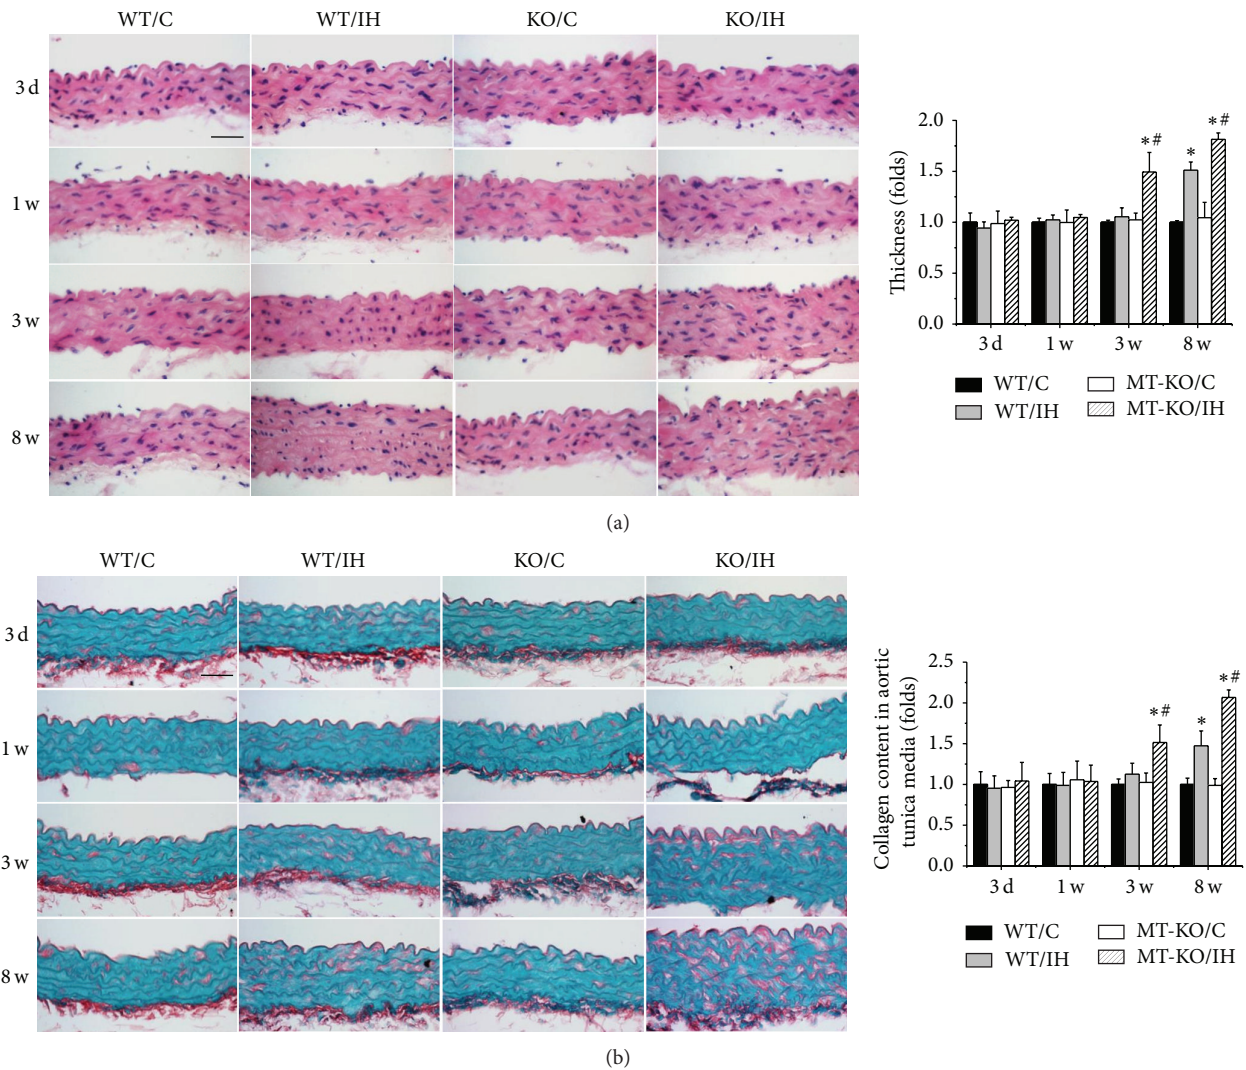 WT/C WT/IH KO/C KO/IH
3 d
1 w
3 w
8 w
Thickness (folds)
2.0
1.5
1.0
0.5
0.0
*# * *#
3 d 1 w 3 w 8 w
WT/C MT-KO/C
WT/IH MT-KO/IH
(a)
WT/C WT/IH KO/C KO/IH
3 d
1 w
3 w
8 w
Collagen content in aortic
tunica media (folds)
2.5
2.0
1.5
1.0
0.5
0.0
*# * *#
3 d 1 w 3 w 8 w
WT/C MT-KO/C
WT/IH MT-KO/IH
(b)